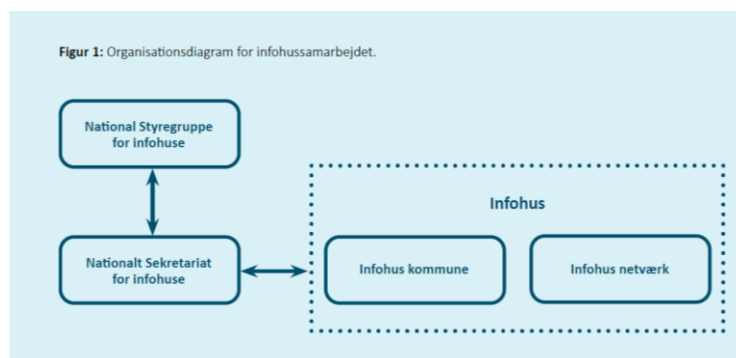 Figur 1: Organisationsdiagram for infohussamarbejdet.
National Styregruppe
for infohuse
Infohus
Nationalt Sekretariat
for infohuse
Infohus kommune
Infohus netværk